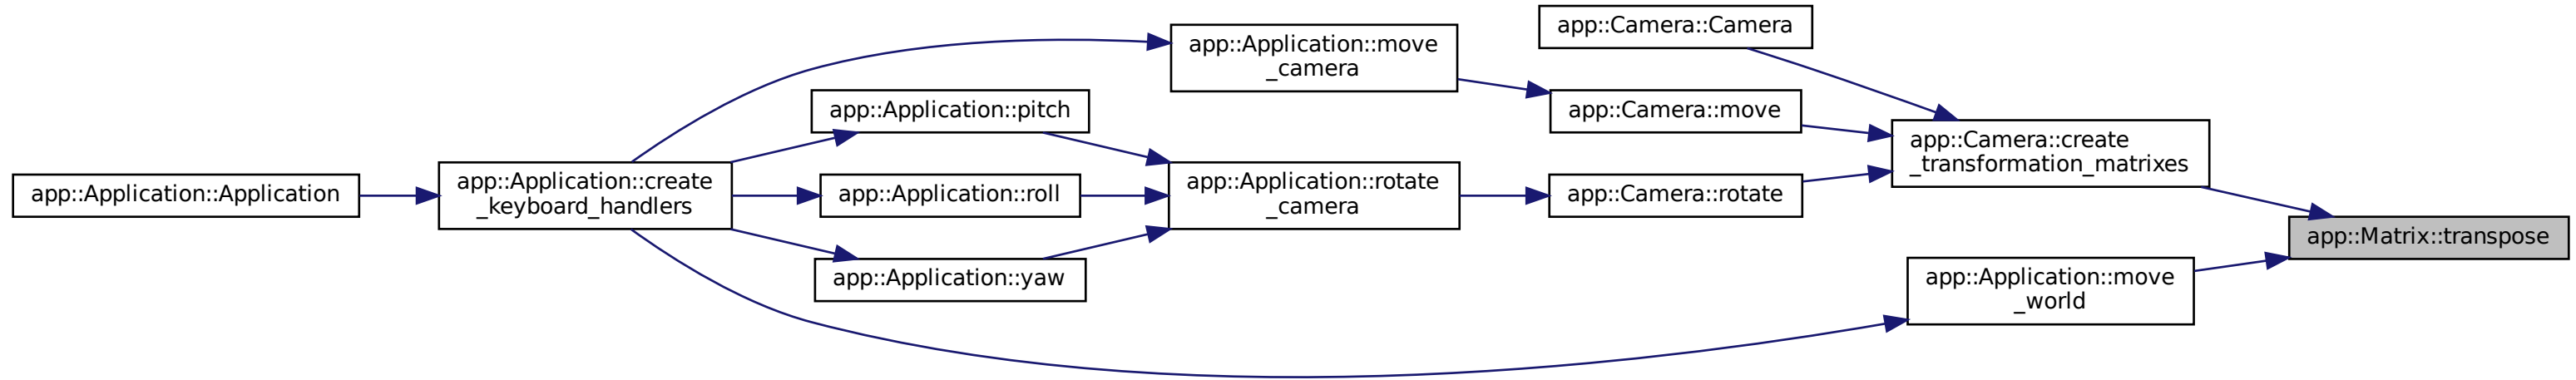 app::Application::Application
app::Application::create
_keyboard_handlers
app::Application::pitch
app::Application::roll
app::Application::yaw
app::Application::move
_camera
app::Application::rotate
_camera
app::Camera::Camera
app::Camera::move
app::Camera::rotate
app::Camera::create
_transformation_matrixes
app::Application::move
_world
app::Matrix::transpose